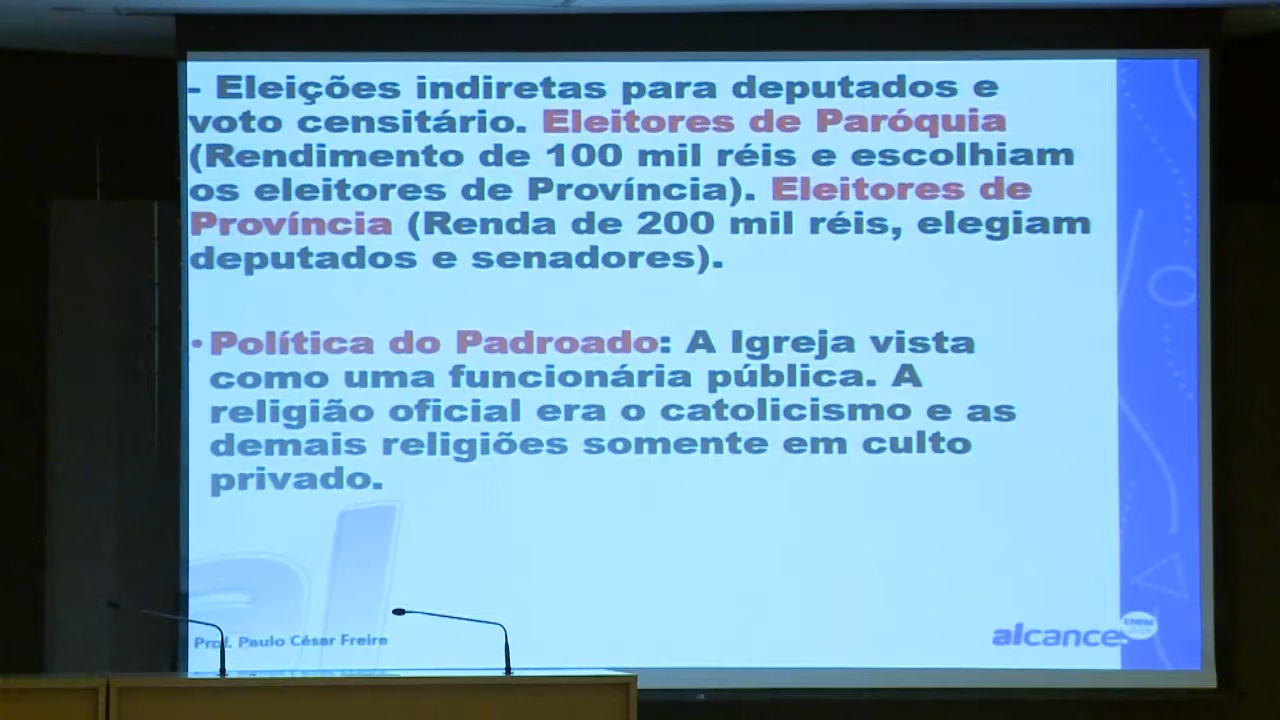 - Eleições indiretas para deputados e
voto censitário. Eleitores de Paróquia
(Rendimento de 100 mil réis e escolhiam
os eleitores de Província). Eleitores de
Província (Renda de 200 mil réis, elegiam
deputados e senadores).
• Política do Padroado: A Igreja vista
como uma funcionária pública. A
religião oficial era o catolicismo e as
demais religiões somente em culto
privado.
Prof. Paulo César Freire
alcance.
ENEM